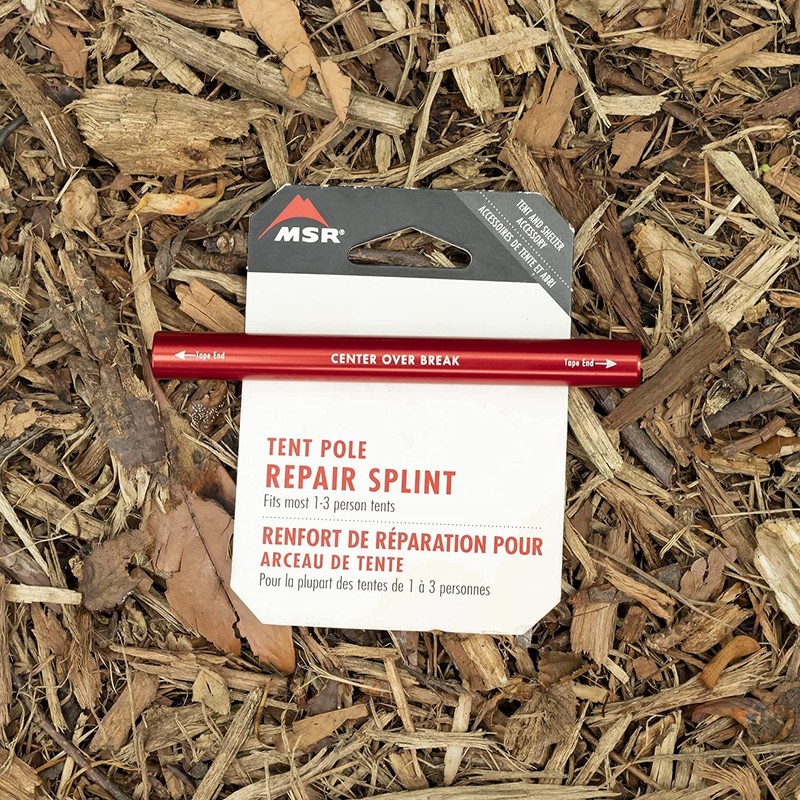 MSR®
TENT AND SHELTER
ACCESSORY
ACCESSOIRES DE TENTE ET ABRI
Tape End
CENTER OVER BREAK
Tape End
TENT POLE
REPAIR SPLINT
Fits most 1-3 person tents
RENFORT DE RÉPARATION POUR
ARCEAU DE TENTE
Pour la plupart des tentes de 1 à 3 personnes